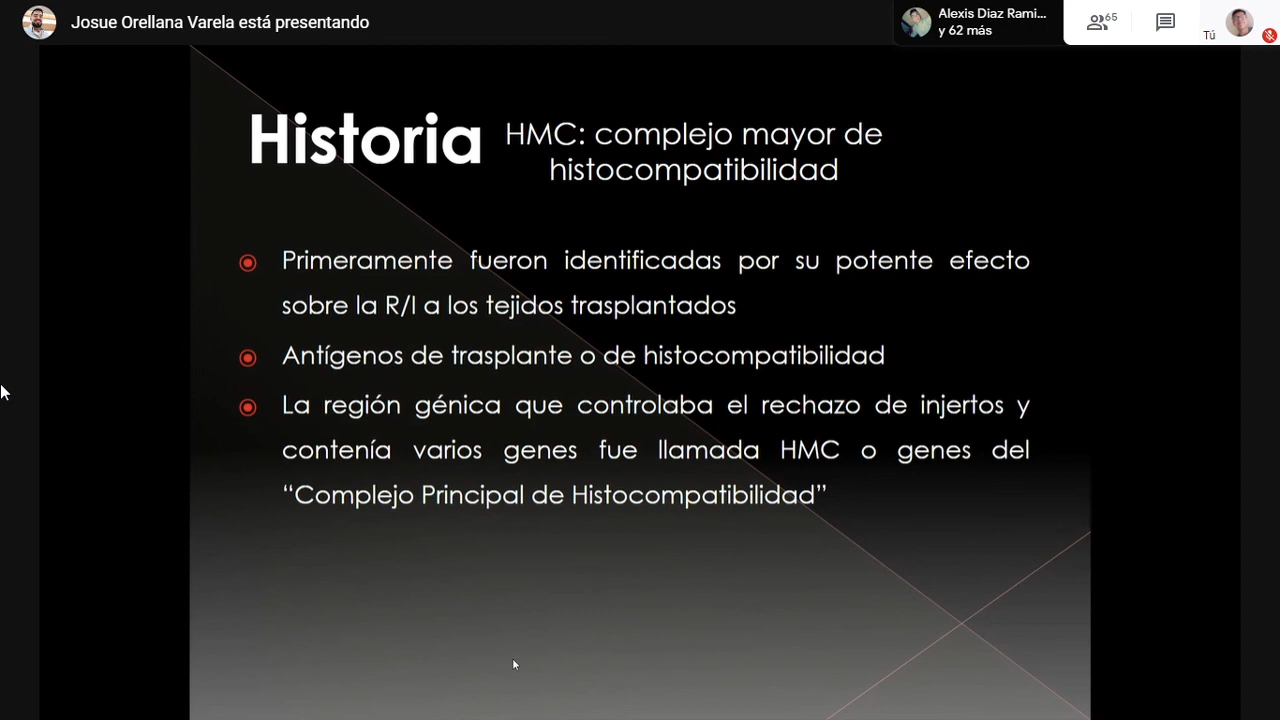 Josue Orellana Varela está presentando
Alexis Diaz Rami...
y 62 más
65
Tú
Historia
HMC: complejo mayor de
histocompatibilidad
Primeramente fueron identificadas por su potente efecto
sobre la R/I a los tejidos trasplantados
Antígenos de trasplante o de histocompatibilidad
La región génica que controlaba el rechazo de injertos y
contenía varios genes fue llamada HMC o genes del
“Complejo Principal de Histocompatibilidad”